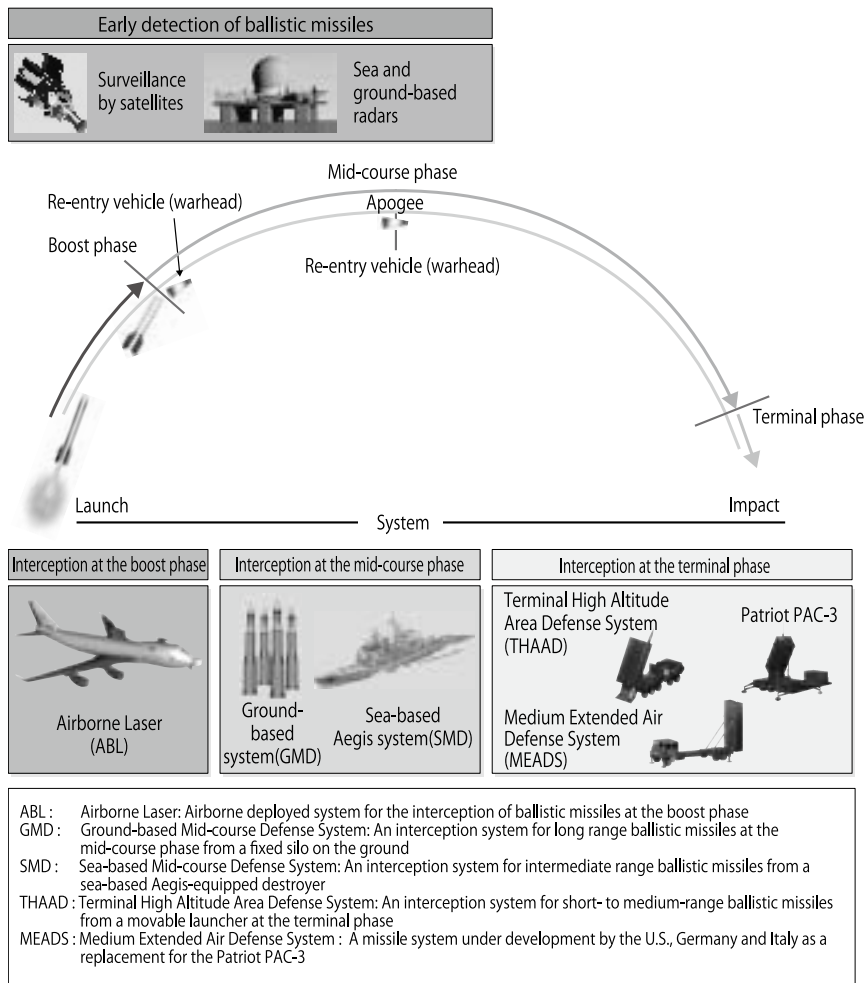 Early detection of ballistic missiles
Surveillance
by satellites
Sea and
ground-based
radars
Mid-course phase
Re-entry vehicle (warhead)
Apogee
Boost phase
Re-entry vehicle (warhead)
Terminal phase
Launch
Impact
System
Interception at the boost phase
Airborne Laser
(ABL)
Interception at the mid-course phase
Ground-
based
system(GMD)
Sea-based
Aegis system(SMD)
Interception at the terminal phase
Terminal High Altitude
Area Defense System
(THAAD)
Patriot PAC-3
Medium Extended Air
Defense System
(MEADS)
ABL : Airborne Laser: Airborne deployed system for the interception of ballistic missiles at the boost phase
GMD : Ground-based Mid-course Defense System: An interception system for long range ballistic missiles at the
mid-course phase from a fixed silo on the ground
SMD : Sea-based Mid-course Defense System: An interception system for intermediate range ballistic missiles from a
sea-based Aegis-equipped destroyer
THAAD : Terminal High Altitude Area Defense System: An interception system for short- to medium-range ballistic missiles
from a movable launcher at the terminal phase
MEADS : Medium Extended Air Defense System : A missile system under development by the U.S., Germany and Italy as a
replacement for the Patriot PAC-3